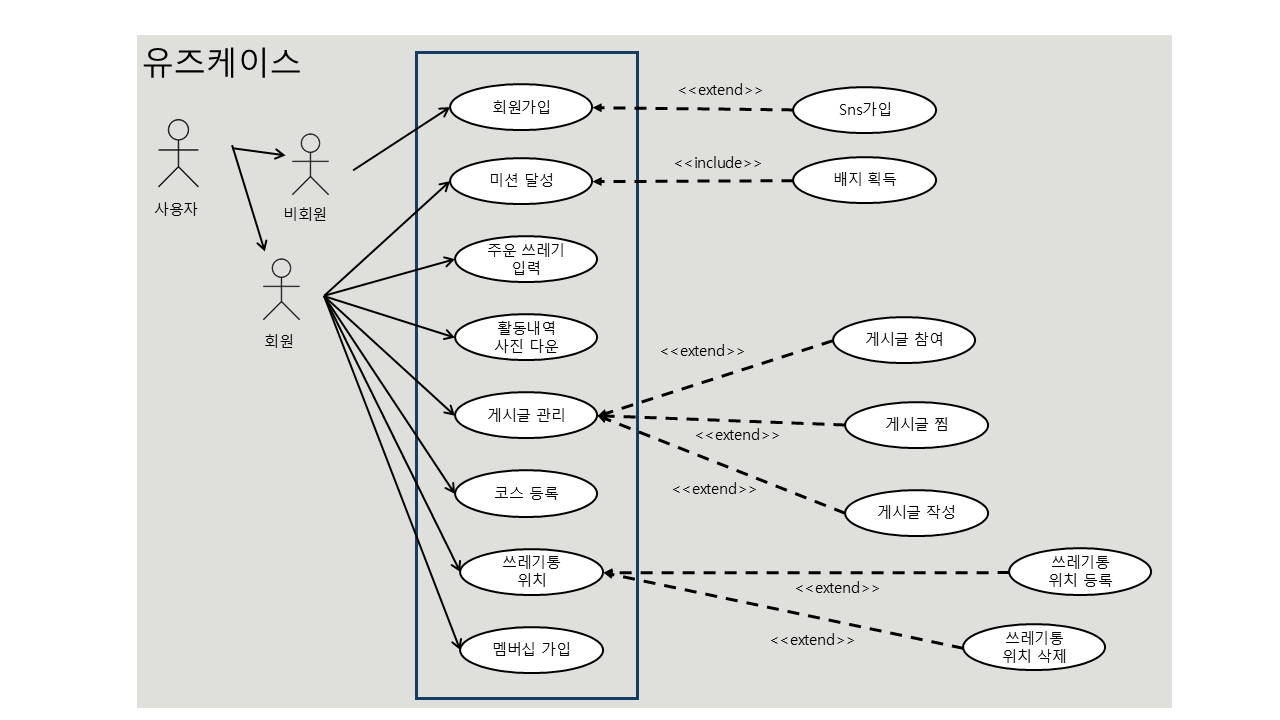 유즈케이스
사용자
비회원
회원
회원가입
<<extend>>
Sns가입
미션 달성
<<include>>
배지 획득
주운 쓰레기
입력
활동내역
사진 다운
게시글 관리
<<extend>>
게시글 참여
<<extend>>
게시글 찜
<<extend>>
게시글 작성
코스 등록
쓰레기통
위치
<<extend>>
쓰레기통
위치 등록
<<extend>>
쓰레기통
위치 삭제
멤버십 가입